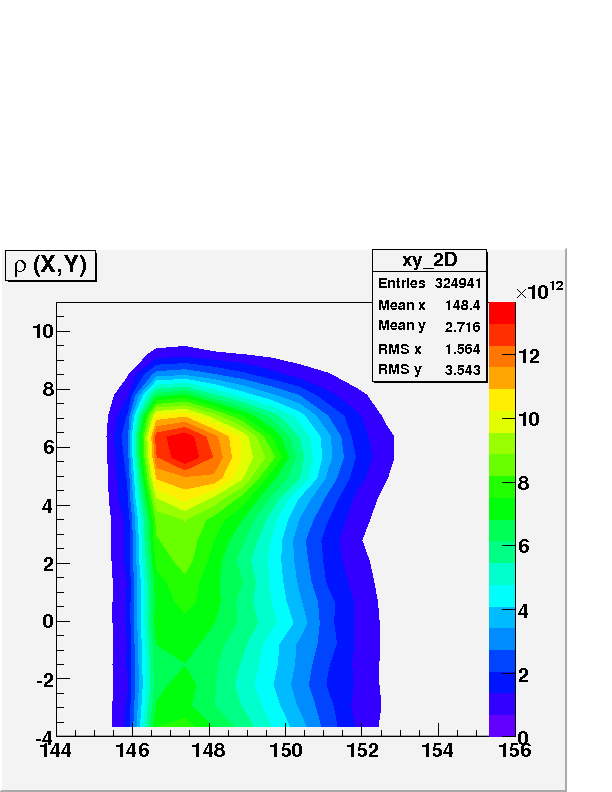 ρ (X,Y)
xy_2D
Entries 324941
Mean x 148.4
Mean y 2.716
RMS x 1.564
RMS y 3.543
×10¹²
10
8
6
4
2
0
-2
-4
144 146 148 150 152 154 156
12
10
8
6
4
2
0